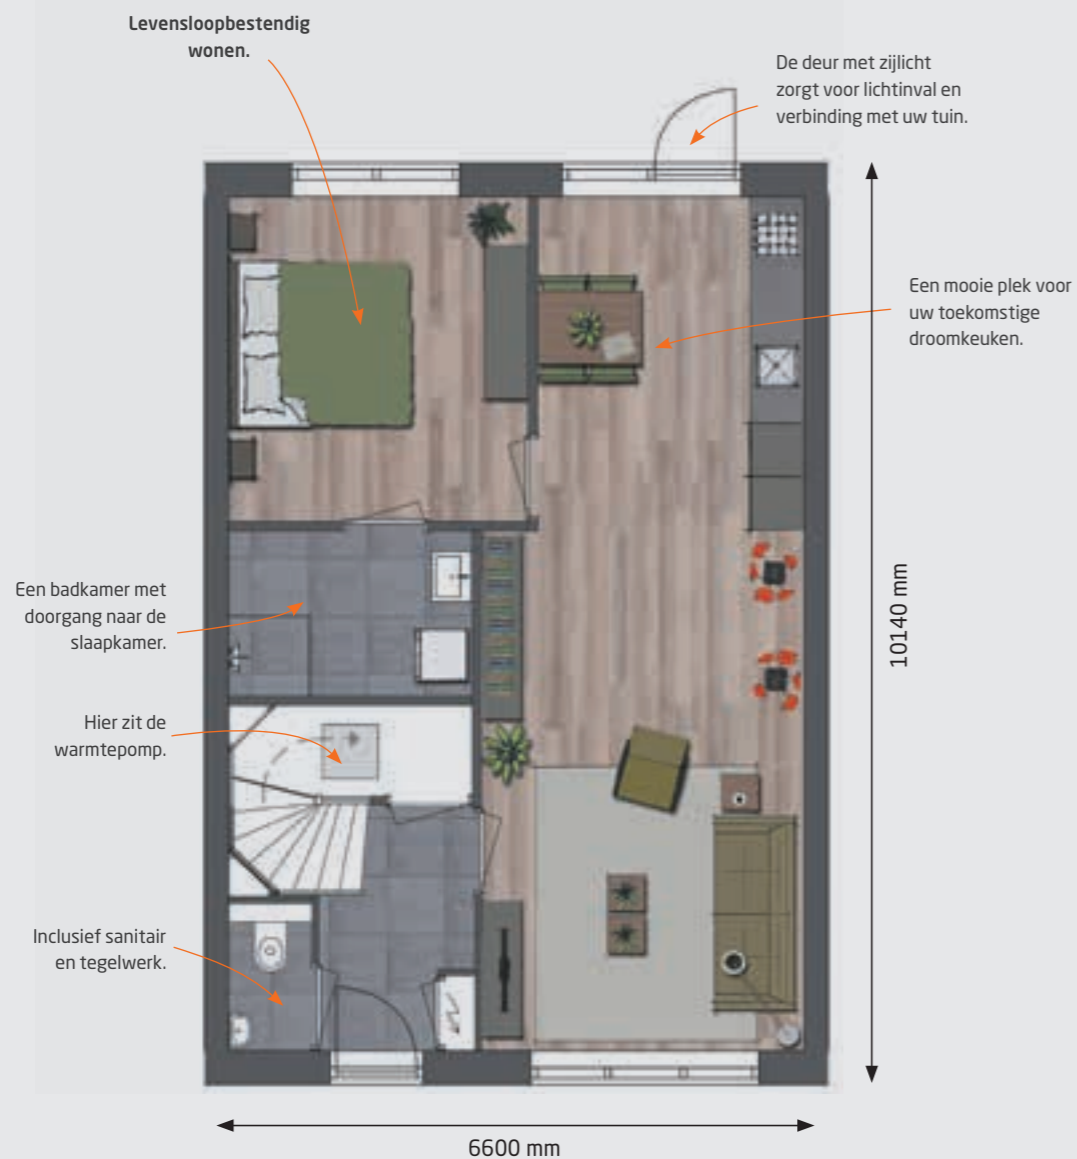 Levensloopbestendig
wonen.
De deur met zijlicht
zorgt voor lichtinval en
verbinding met uw tuin.
Een mooie plek voor
uw toekomstige
droomkeuken.
Een badkamer met
doorgang naar de
slaapkamer.
Hier zit de
warmtepomp.
Inclusief sanitair
en tegelwerk.
10140 mm
6600 mm